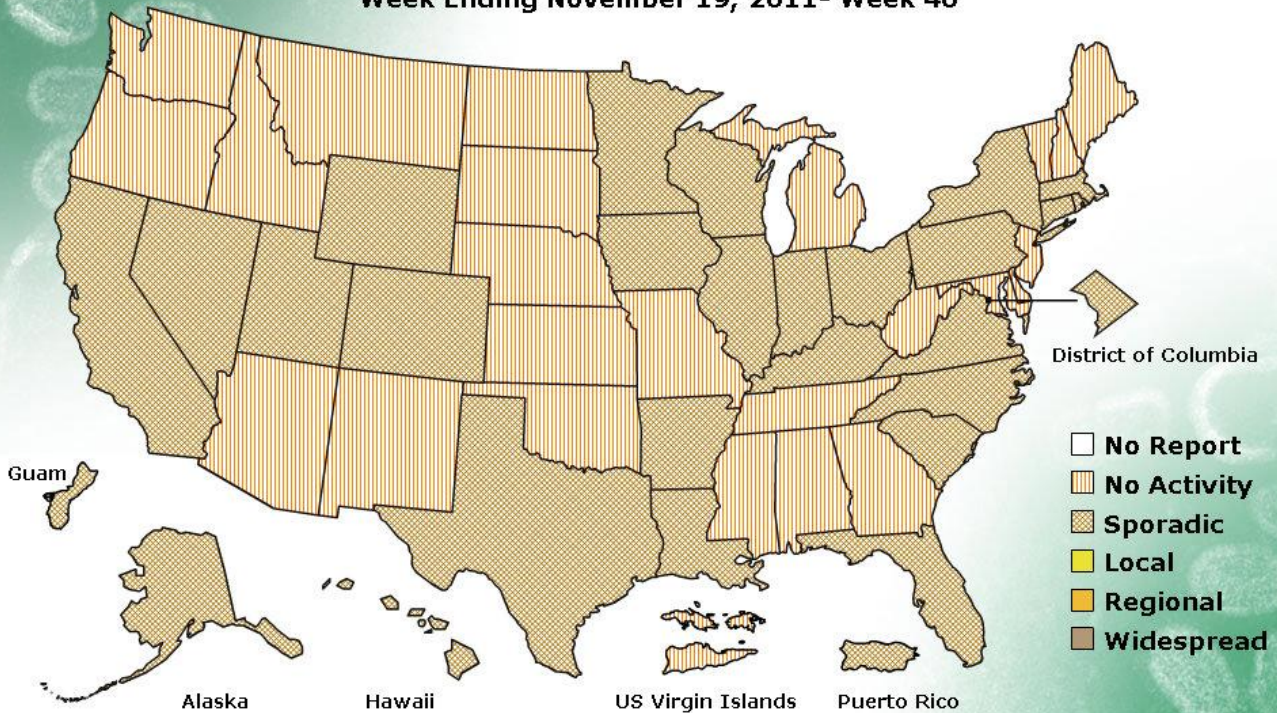 Week Ending November 19, 2011- Week 46
District of Columbia
No Report
Guam
No Activity
Sporadic
Local
Regional
Widespread
Alaska
Hawaii
US Virgin Islands
Puerto Rico